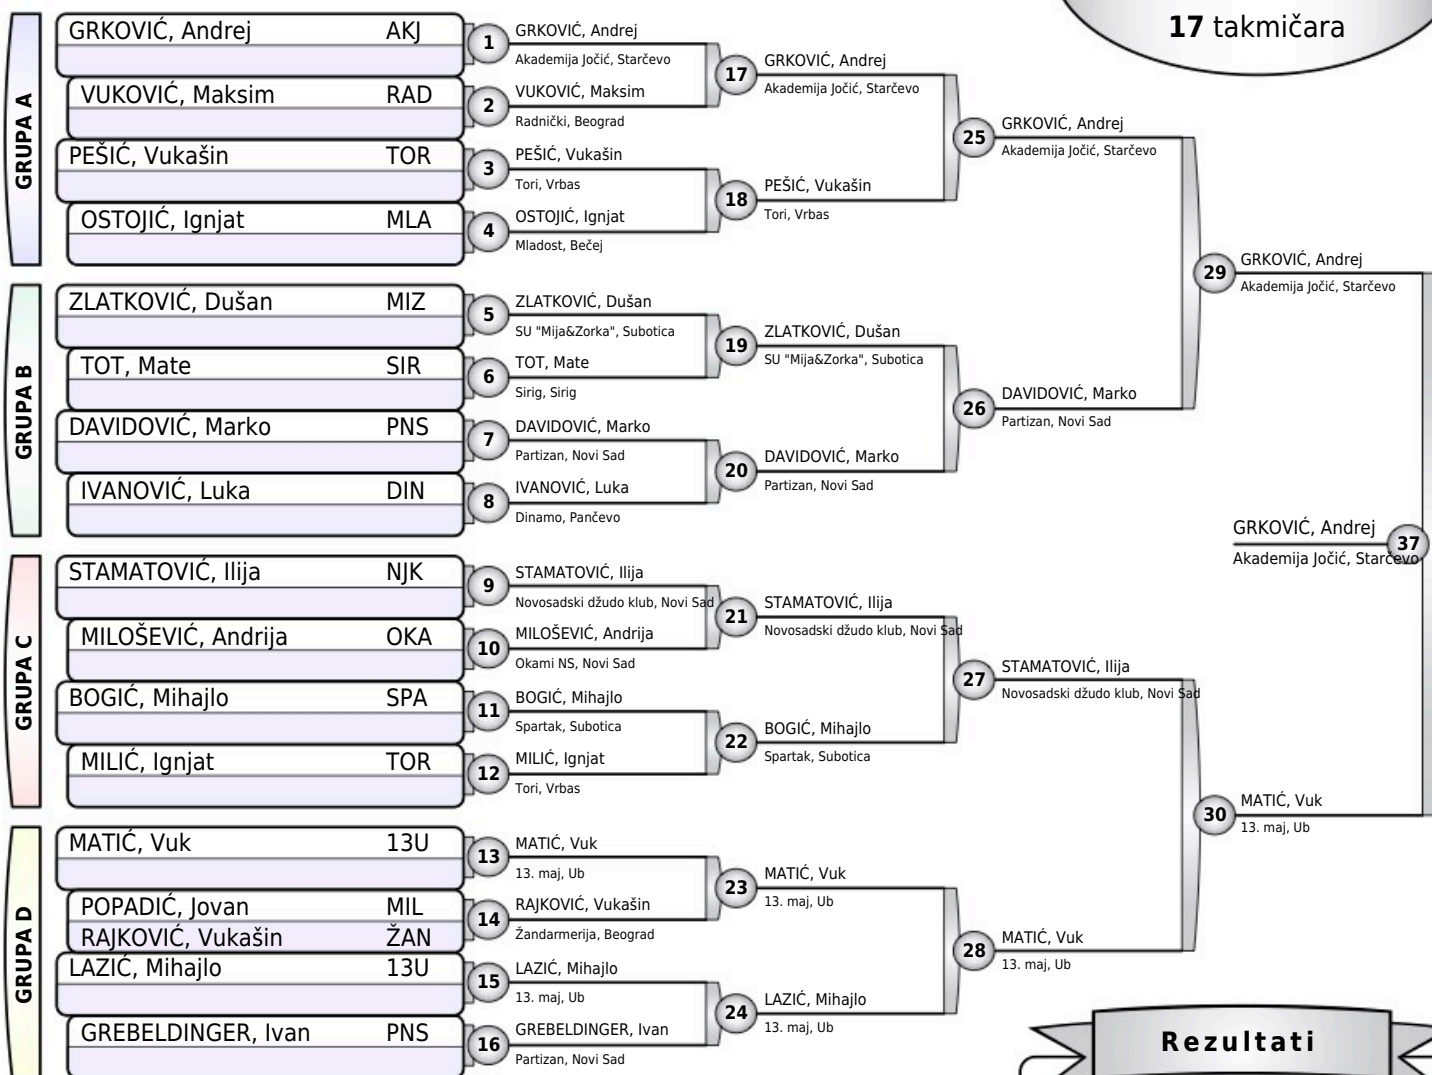 17 takmičara
GRUPA A
GRKOVIĆ, Andrej AKJ
VUKOVIĆ, Maksim RAD
PEŠIĆ, Vukašin TOR
OSTOJIĆ, Ignjat MLA
GRUPA B
ZLATKOVIĆ, Dušan MIZ
TOT, Mate SIR
DAVIDOVIĆ, Marko PNS
IVANOVIĆ, Luka DIN
GRUPA C
STAMATOVIĆ, Ilija NJK
MILOŠEVIĆ, Andrija OKA
BOGIĆ, Mihajlo SPA
MILIĆ, Ignjat TOR
GRUPA D
MATIĆ, Vuk 13U
POPADIĆ, Jovan MIL
RAJKOVIĆ, Vukašin ŽAN
LAZIĆ, Mihajlo 13U
GREBELDINGER, Ivan PNS
1 GRKOVIĆ, Andrej
Akademija Jočić, Starčevo
2 VUKOVIĆ, Maksim
Radnički, Beograd
3 PEŠIĆ, Vukašin
Tori, Vrbas
4 OSTOJIĆ, Ignjat
Mladost, Bečej
5 ZLATKOVIĆ, Dušan
SU "Mija&Zorka", Subotica
6 TOT, Mate
Sirig, Sirig
7 DAVIDOVIĆ, Marko
Partizan, Novi Sad
8 IVANOVIĆ, Luka
Dinamo, Pančevo
9 STAMATOVIĆ, Ilija
Novosadski džudo klub, Novi Sad
10 MILOŠEVIĆ, Andrija
Okami NS, Novi Sad
11 BOGIĆ, Mihajlo
Spartak, Subotica
12 MILIĆ, Ignjat
Tori, Vrbas
13 MATIĆ, Vuk
13. maj, Ub
14 RAJKOVIĆ, Vukašin
Žandarmerija, Beograd
15 LAZIĆ, Mihajlo
13. maj, Ub
16 GREBELDINGER, Ivan
Partizan, Novi Sad
17 GRKOVIĆ, Andrej
Akademija Jočić, Starčevo
18 PEŠIĆ, Vukašin
Tori, Vrbas
19 ZLATKOVIĆ, Dušan
SU "Mija&Zorka", Subotica
20 DAVIDOVIĆ, Marko
Partizan, Novi Sad
21 STAMATOVIĆ, Ilija
Novosadski džudo klub, Novi Sad
22 BOGIĆ, Mihajlo
Spartak, Subotica
23 MATIĆ, Vuk
13. maj, Ub
24 LAZIĆ, Mihajlo
13. maj, Ub
25 GRKOVIĆ, Andrej
Akademija Jočić, Starčevo
26 DAVIDOVIĆ, Marko
Partizan, Novi Sad
27 STAMATOVIĆ, Ilija
Novosadski džudo klub, Novi Sad
28 MATIĆ, Vuk
13. maj, Ub
29 GRKOVIĆ, Andrej
Akademija Jočić, Starčevo
30 MATIĆ, Vuk
13. maj, Ub
GRKOVIĆ, Andrej 37
Akademija Jočić, Starčevo
Rezultati